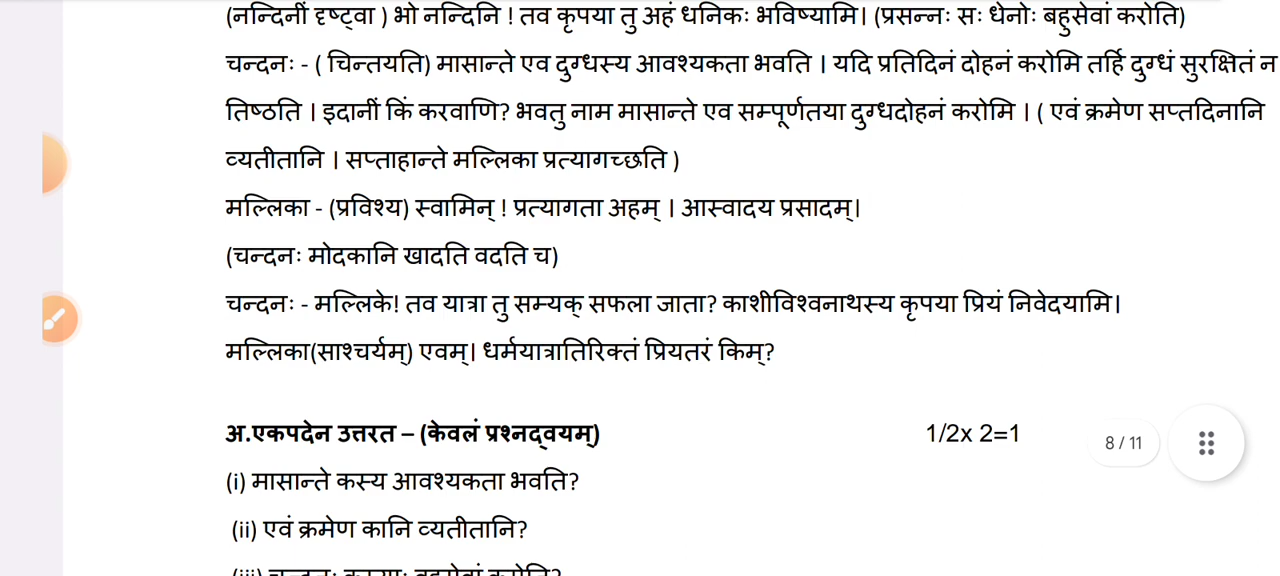 (नन्दिनीं दृष्ट्वा ) भो नन्दिनि ! तव कृपया तु अहं धनिकः भविष्यामि। (प्रसन्नः सः धेनोः बहुसेवां करोति)
चन्दनः - ( चिन्तयति) मासान्ते एव दुग्धस्य आवश्यकता भवति । यदि प्रतिदिनं दोहनं करोमि तर्हि दुग्धं सुरक्षितं न
तिष्ठति । इदानीं किं करवाणि? भवतु नाम मासान्ते एव सम्पूर्णतया दुग्धदोहनं करोमि । ( एवं क्रमेण सप्तदिनानि
व्यतीतानि । सप्ताहान्ते मल्लिका प्रत्यागच्छति )
मल्लिका - (प्रविश्य) स्वामिन् ! प्रत्यागता अहम् । आस्वादय प्रसादम्।
(चन्दनः मोदकानि खादति वदति च)
चन्दनः - मल्लिके! तव यात्रा तु सम्यक् सफला जाता? काशीविश्वनाथस्य कृपया प्रियं निवेदयामि।
मल्लिका(साश्चर्यम्) एवम्। धर्मयात्रातिरिक्तं प्रियतरं किम्?
अ.एकपदेन उत्तरत – (केवलं प्रश्नद्वयम्) 1/2x 2=1
8 / 11
(i) मासान्ते कस्य आवश्यकता भवति?
(ii) एवं क्रमेण कानि व्यतीतानि?